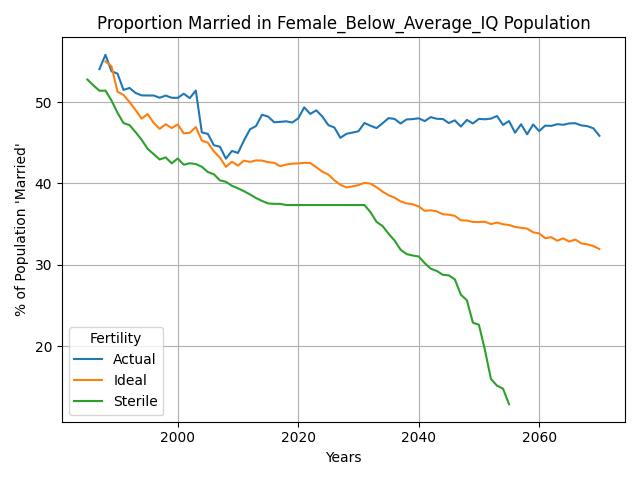 Proportion Married in Female_Below_Average_IQ Population
% of Population 'Married'
50
40
30
20
Fertility
Actual
Ideal
Sterile
2000
2020
2040
2060
Years